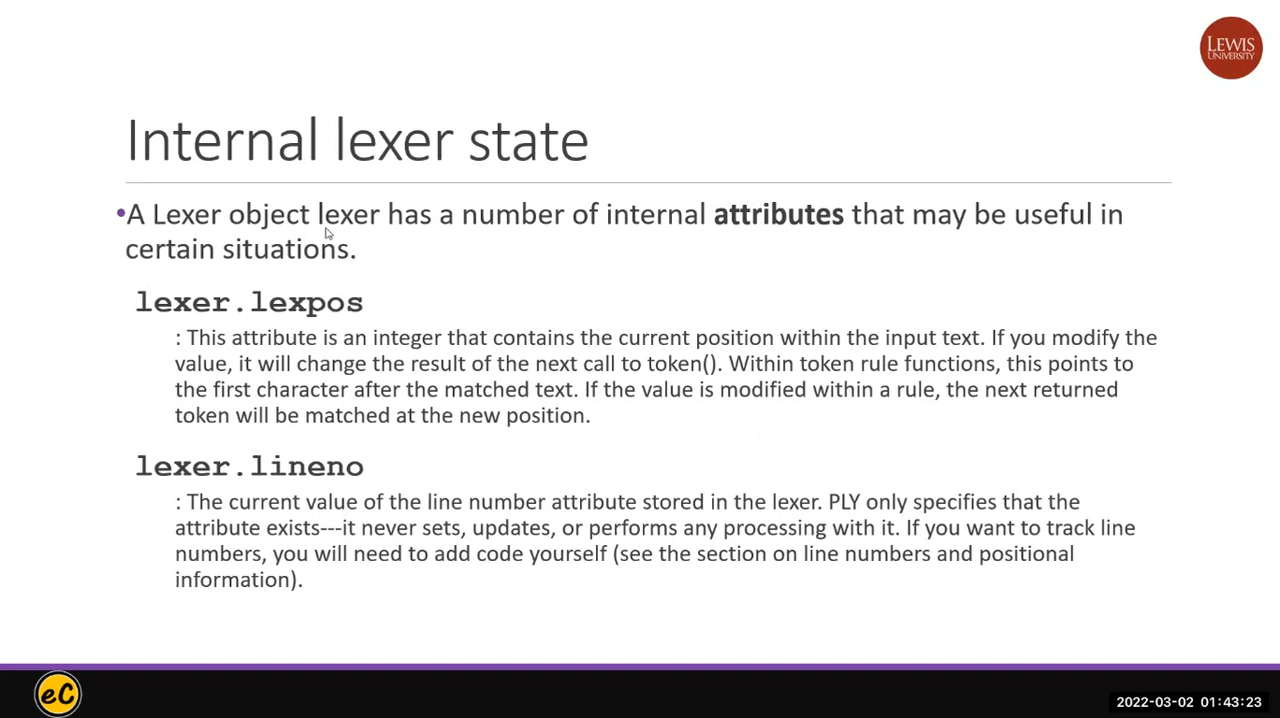 LEWIS
UNIVERSITY
Internal lexer state
•A Lexer object lexer has a number of internal attributes that may be useful in
certain situations.
lexer.lexpos
: This attribute is an integer that contains the current position within the input text. If you modify the
value, it will change the result of the next call to token(). Within token rule functions, this points to
the first character after the matched text. If the value is modified within a rule, the next returned
token will be matched at the new position.
lexer.lineno
: The current value of the line number attribute stored in the lexer. PLY only specifies that the
attribute exists---it never sets, updates, or performs any processing with it. If you want to track line
numbers, you will need to add code yourself (see the section on line numbers and positional
information).
eC
2022-03-02 01:43:23